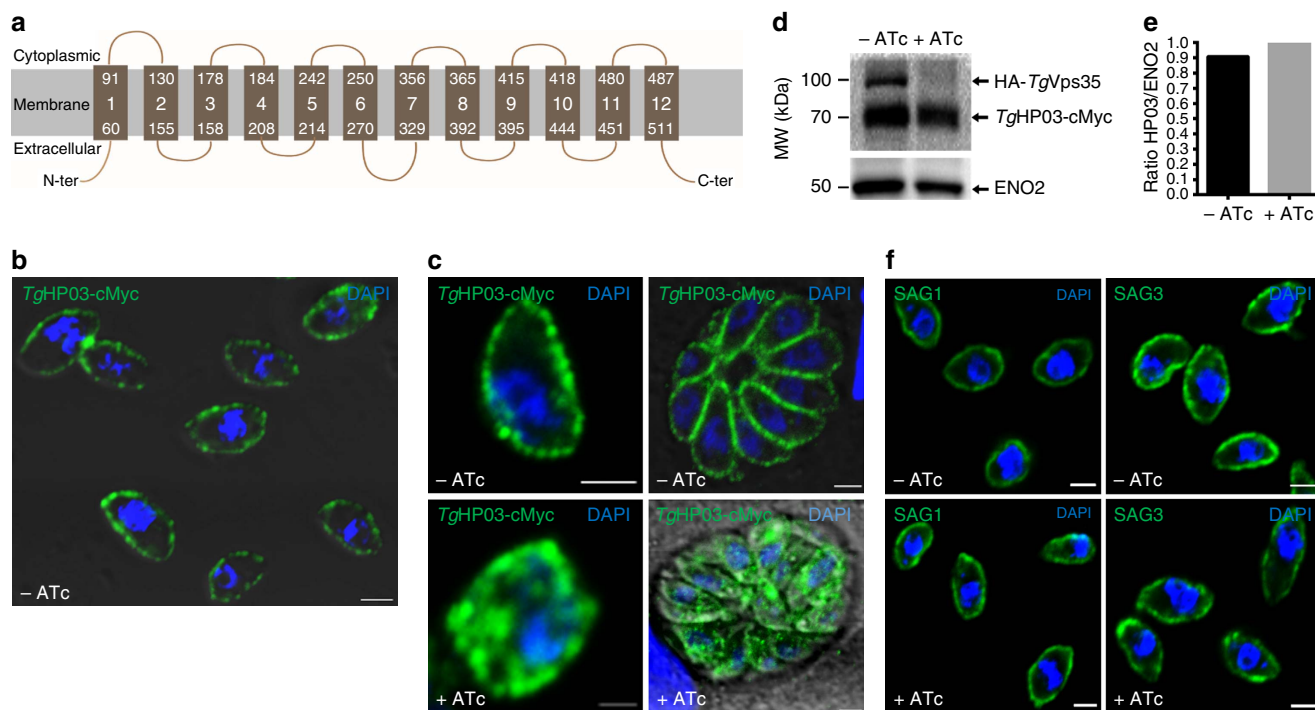 a
Cytoplasmic
91 130 178 184 242 250 356 365 415 418 480 487
Membrane 1 2 3 4 5 6 7 8 9 10 11 12
60 155 158 208 214 270 329 392 395 444 451 511
Extracellular
N-ter C-ter
d
– ATc + ATc
MW (kDa)
100 HA-TgVps35
70 TgHP03-cMyc
50 ENO2
e
Ratio HP03/ENO2
1.0
0.9
0.8
0.7
0.6
0.5
0.4
0.3
0.2
0.1
0.0
– ATc + ATc
b
TgHP03-cMyc DAPI
– ATc
c
TgHP03-cMyc DAPI
– ATc
TgHP03-cMyc DAPI
– ATc
TgHP03-cMyc DAPI
+ ATc
TgHP03-cMyc DAPI
+ ATc
f
SAG1 DAPI
SAG3 DAPI
SAG1 DAPI
+ ATc
SAG3 DAPI
+ ATc
– ATc
– ATc